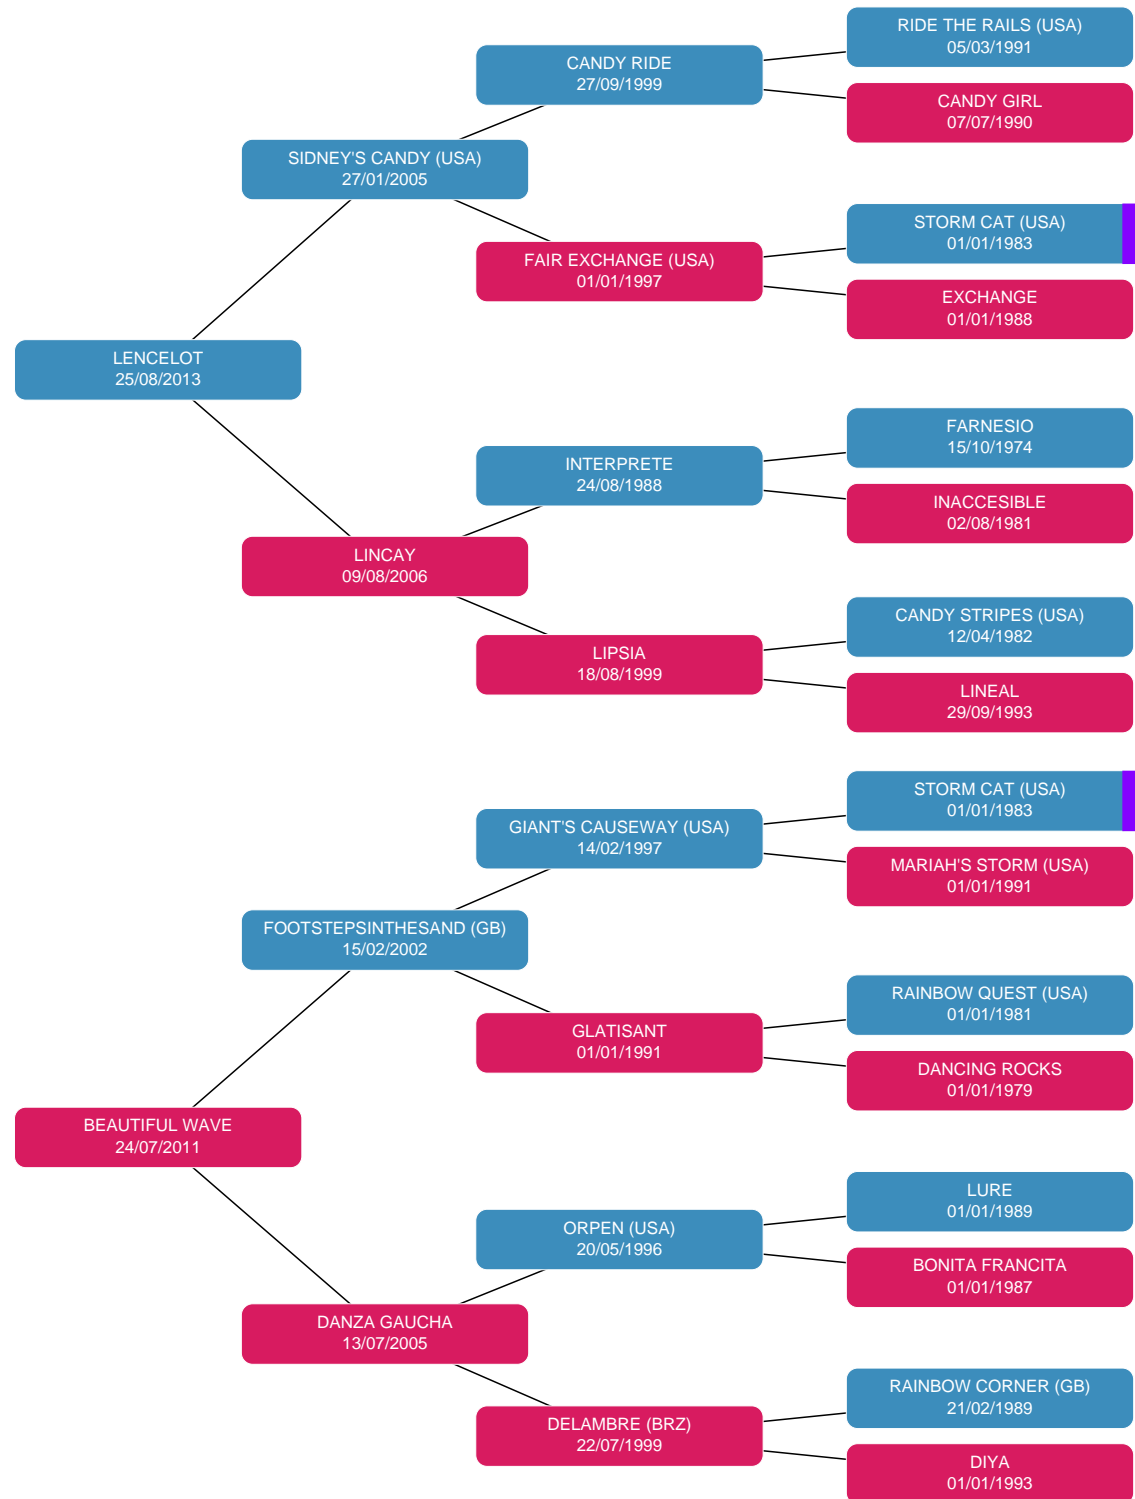 RIDE THE RAILS (USA)
05/03/1991
CANDY RIDE
27/09/1999
CANDY GIRL
07/07/1990
SIDNEY'S CANDY (USA)
27/01/2005
STORM CAT (USA)
01/01/1983
FAIR EXCHANGE (USA)
01/01/1997
EXCHANGE
01/01/1988
LENCELOT
25/08/2013
FARNESIO
15/10/1974
INTERPRETE
24/08/1988
INACCESIBLE
02/08/1981
LINCAY
09/08/2006
CANDY STRIPES (USA)
12/04/1982
LIPSIA
18/08/1999
LINEAL
29/09/1993
STORM CAT (USA)
01/01/1983
GIANT'S CAUSEWAY (USA)
14/02/1997
MARIAH'S STORM (USA)
01/01/1991
FOOTSTEPSINTHESAND (GB)
15/02/2002
RAINBOW QUEST (USA)
01/01/1981
GLATISANT
01/01/1991
DANCING ROCKS
01/01/1979
BEAUTIFUL WAVE
24/07/2011
LURE
01/01/1989
ORPEN (USA)
20/05/1996
BONITA FRANCITA
01/01/1987
DANZA GAUCHA
13/07/2005
RAINBOW CORNER (GB)
21/02/1989
DELAMBRE (BRZ)
22/07/1999
DIYA
01/01/1993